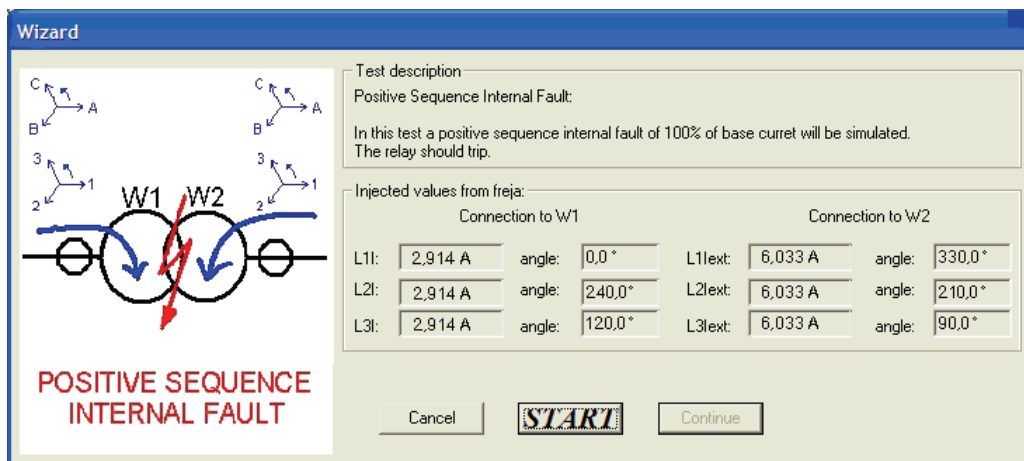 Wizard
C A B
C A B
3 1 2
3 1 2
W1 W2
POSITIVE SEQUENCE
INTERNAL FAULT
Test description
Positive Sequence Internal Fault:
In this test a positive sequence internal fault of 100% of base curret will be simulated.
The relay should trip.
Injected values from freja:
Connection to W1 Connection to W2
L1I: 2,914 A angle: 0,0 ° L1Iext: 6,033 A angle: 330,0 °
L2I: 2,914 A angle: 240,0 ° L2Iext: 6,033 A angle: 210,0 °
L3I: 2,914 A angle: 120,0 ° L3Iext: 6,033 A angle: 90,0 °
Cancel START Continue